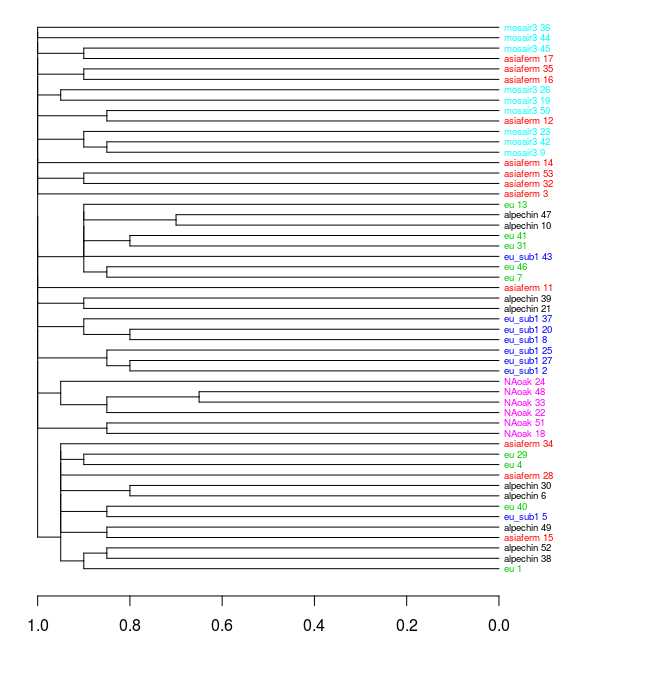 mosair3 36
mosair3 44
mosair3 45
asiaferm 17
asiaferm 35
asiaferm 16
mosair3 26
mosair3 19
mosair3 50
asiaferm 12
mosair3 23
mosair3 42
mosair3 9
asiaferm 14
asiaferm 53
asiaferm 32
asiaferm 3
eu 13
alpechin 47
alpechin 10
eu 41
eu 31
eu_sub1 43
eu 46
eu 7
asiaferm 11
alpechin 39
alpechin 21
eu_sub1 37
eu_sub1 20
eu_sub1 8
eu_sub1 25
eu_sub1 27
eu_sub1 2
NAoak 24
NAoak 48
NAoak 33
NAoak 22
NAoak 51
NAoak 18
asiaferm 34
eu 29
eu 4
asiaferm 28
alpechin 30
alpechin 6
eu 40
eu_sub1 5
alpechin 49
asiaferm 15
alpechin 52
alpechin 38
eu 1
1.0 0.8 0.6 0.4 0.2 0.0